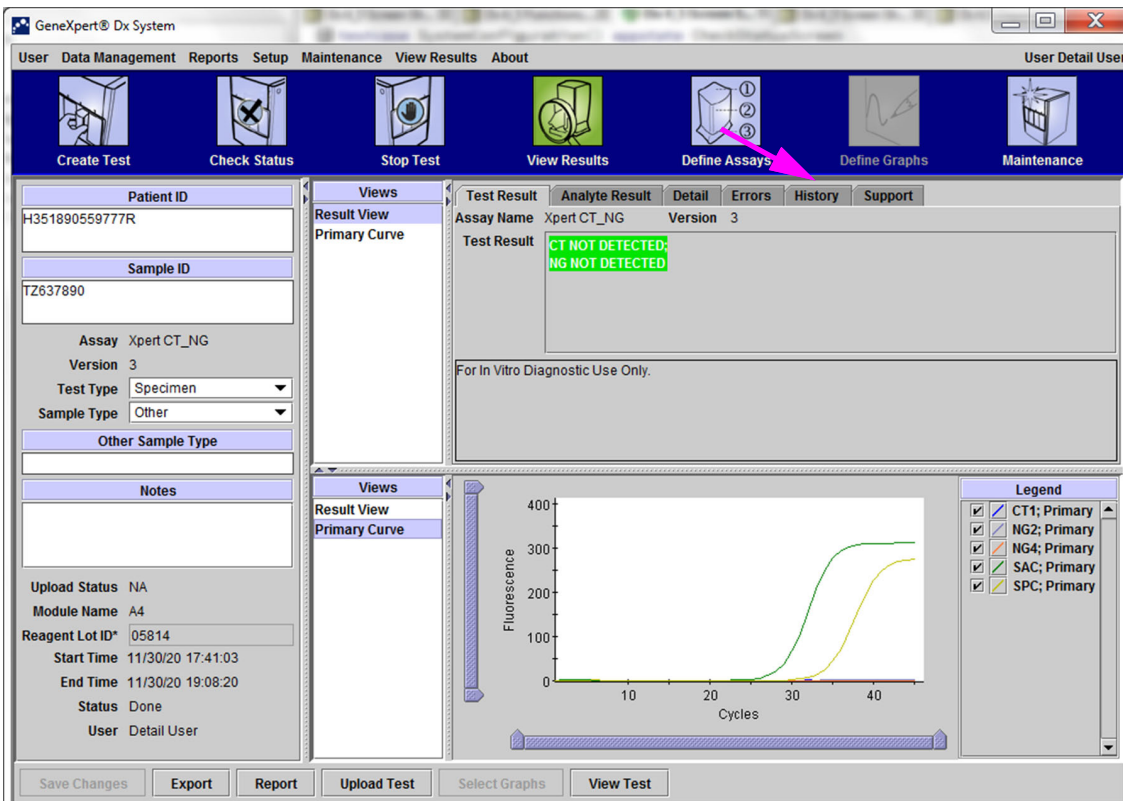 GeneXpert® Dx System
User Data Management Reports Setup Maintenance View Results About User Detail User
① ② ③
Create Test Check Status Stop Test View Results Define Assays Define Graphs Maintenance
Patient ID
H351890559777R
Sample ID
TZ637890
Assay Xpert CT_NG
Version 3
Test Type Specimen
Sample Type Other
Other Sample Type
Notes
Upload Status NA
Module Name A4
Reagent Lot ID* 05814
Start Time 11/30/20 17:41:03
End Time 11/30/20 19:08:20
Status Done
User Detail User
Views
Result View
Primary Curve
Test Result Analyte Result Detail Errors History Support
Assay Name Xpert CT_NG Version 3
Test Result CT NOT DETECTED;
NG NOT DETECTED
For In Vitro Diagnostic Use Only.
Views
Result View
Primary Curve
Fluorescence
400
300
200
100
0
10 20 30 40
Cycles
Legend
CT1; Primary
NG2; Primary
NG4; Primary
SAC; Primary
SPC; Primary
Save Changes Export Report Upload Test Select Graphs View Test